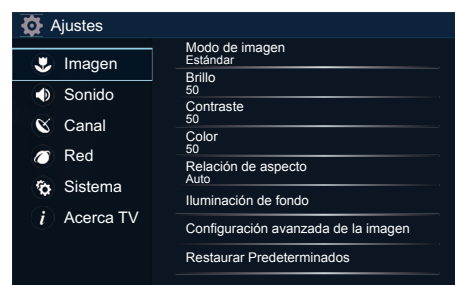 Ajustes
Imagen
Sonido
Canal
Red
Sistema
Acerca TV
Modo de imagen
Estándar
Brillo
50
Contraste
50
Color
50
Relación de aspecto
Auto
Iluminación de fondo
Configuración avanzada de la imagen
Restaurar Predeterminados